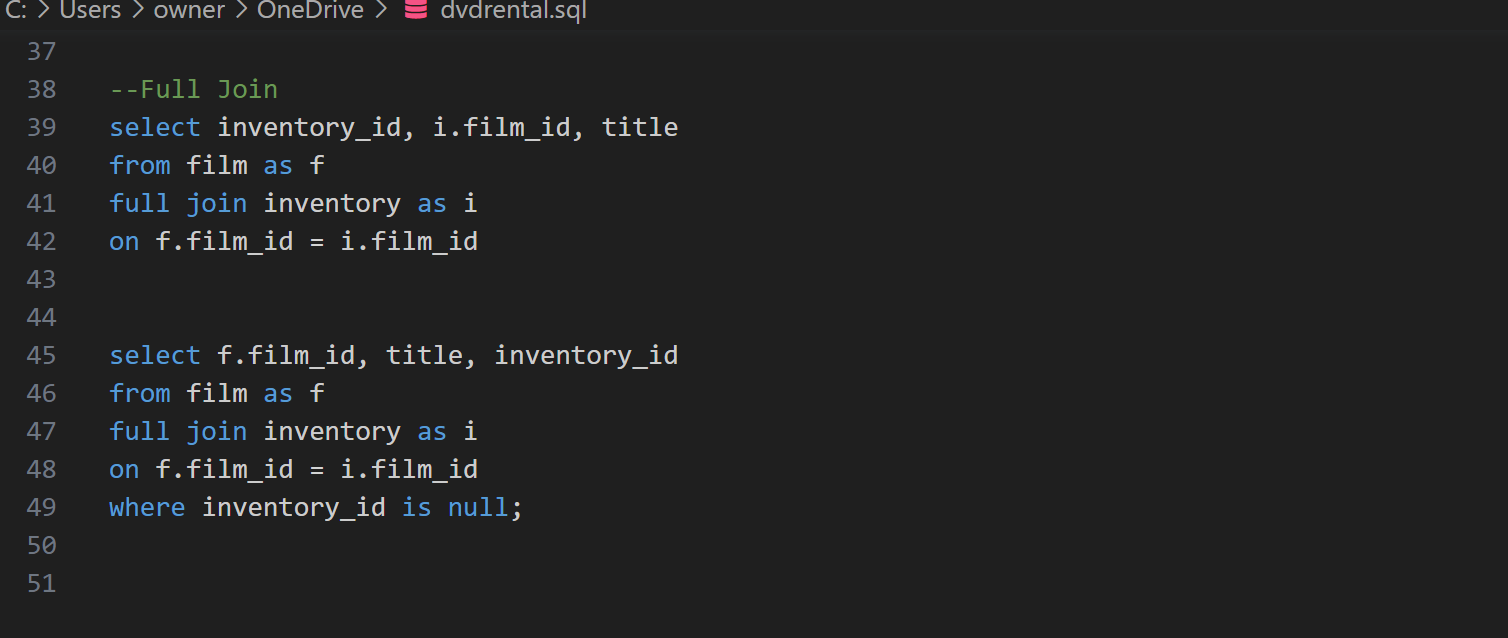 C: > Users > owner > OneDrive > dvdrental.sql
37
38 --Full Join
39 select inventory_id, i.film_id, title
40 from film as f
41 full join inventory as i
42 on f.film_id = i.film_id
43
44
45 select f.film_id, title, inventory_id
46 from film as f
47 full join inventory as i
48 on f.film_id = i.film_id
49 where inventory_id is null;
50
51